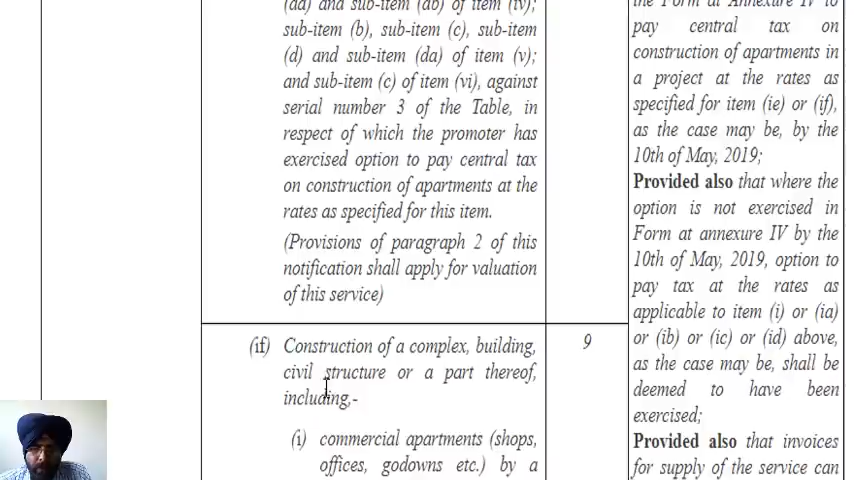 (da) and sub-item (db) of item (iv);
sub-item (b), sub-item (c), sub-item
(d) and sub-item (da) of item (v);
and sub-item (c) of item (vi), against
serial number 3 of the Table, in
respect of which the promoter has
exercised option to pay central tax
on construction of apartments at the
rates as specified for this item.
(Provisions of paragraph 2 of this
notification shall apply for valuation
of this service)
(if) Construction of a complex, building,
civil structure or a part thereof,
including,-
(i) commercial apartments (shops,
offices, godowns etc.) by a
9
the Form at Annexure IV to
pay central tax on
construction of apartments in
a project at the rates as
specified for item (ie) or (if),
as the case may be, by the
10th of May, 2019;
Provided also that where the
option is not exercised in
Form at annexure IV by the
10th of May, 2019, option to
pay tax at the rates as
applicable to item (i) or (ia)
or (ib) or (ic) or (id) above,
as the case may be, shall be
deemed to have been
exercised;
Provided also that invoices
for supply of the service can